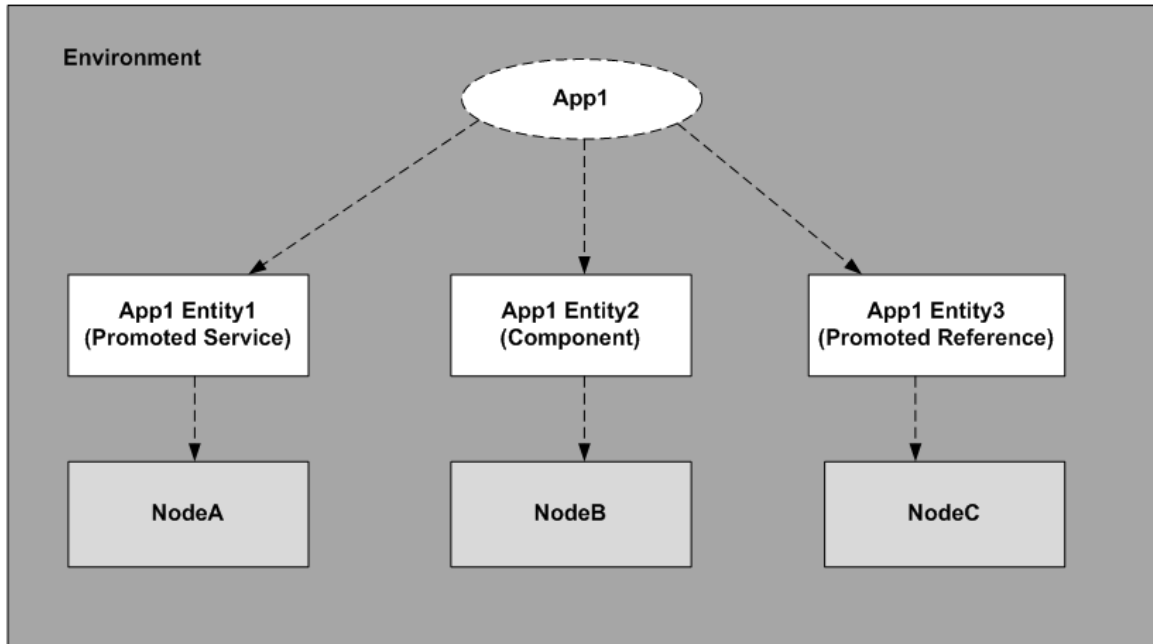 Environment
App1
App1 Entity1
(Promoted Service)
App1 Entity2
(Component)
App1 Entity3
(Promoted Reference)
NodeA
NodeB
NodeC